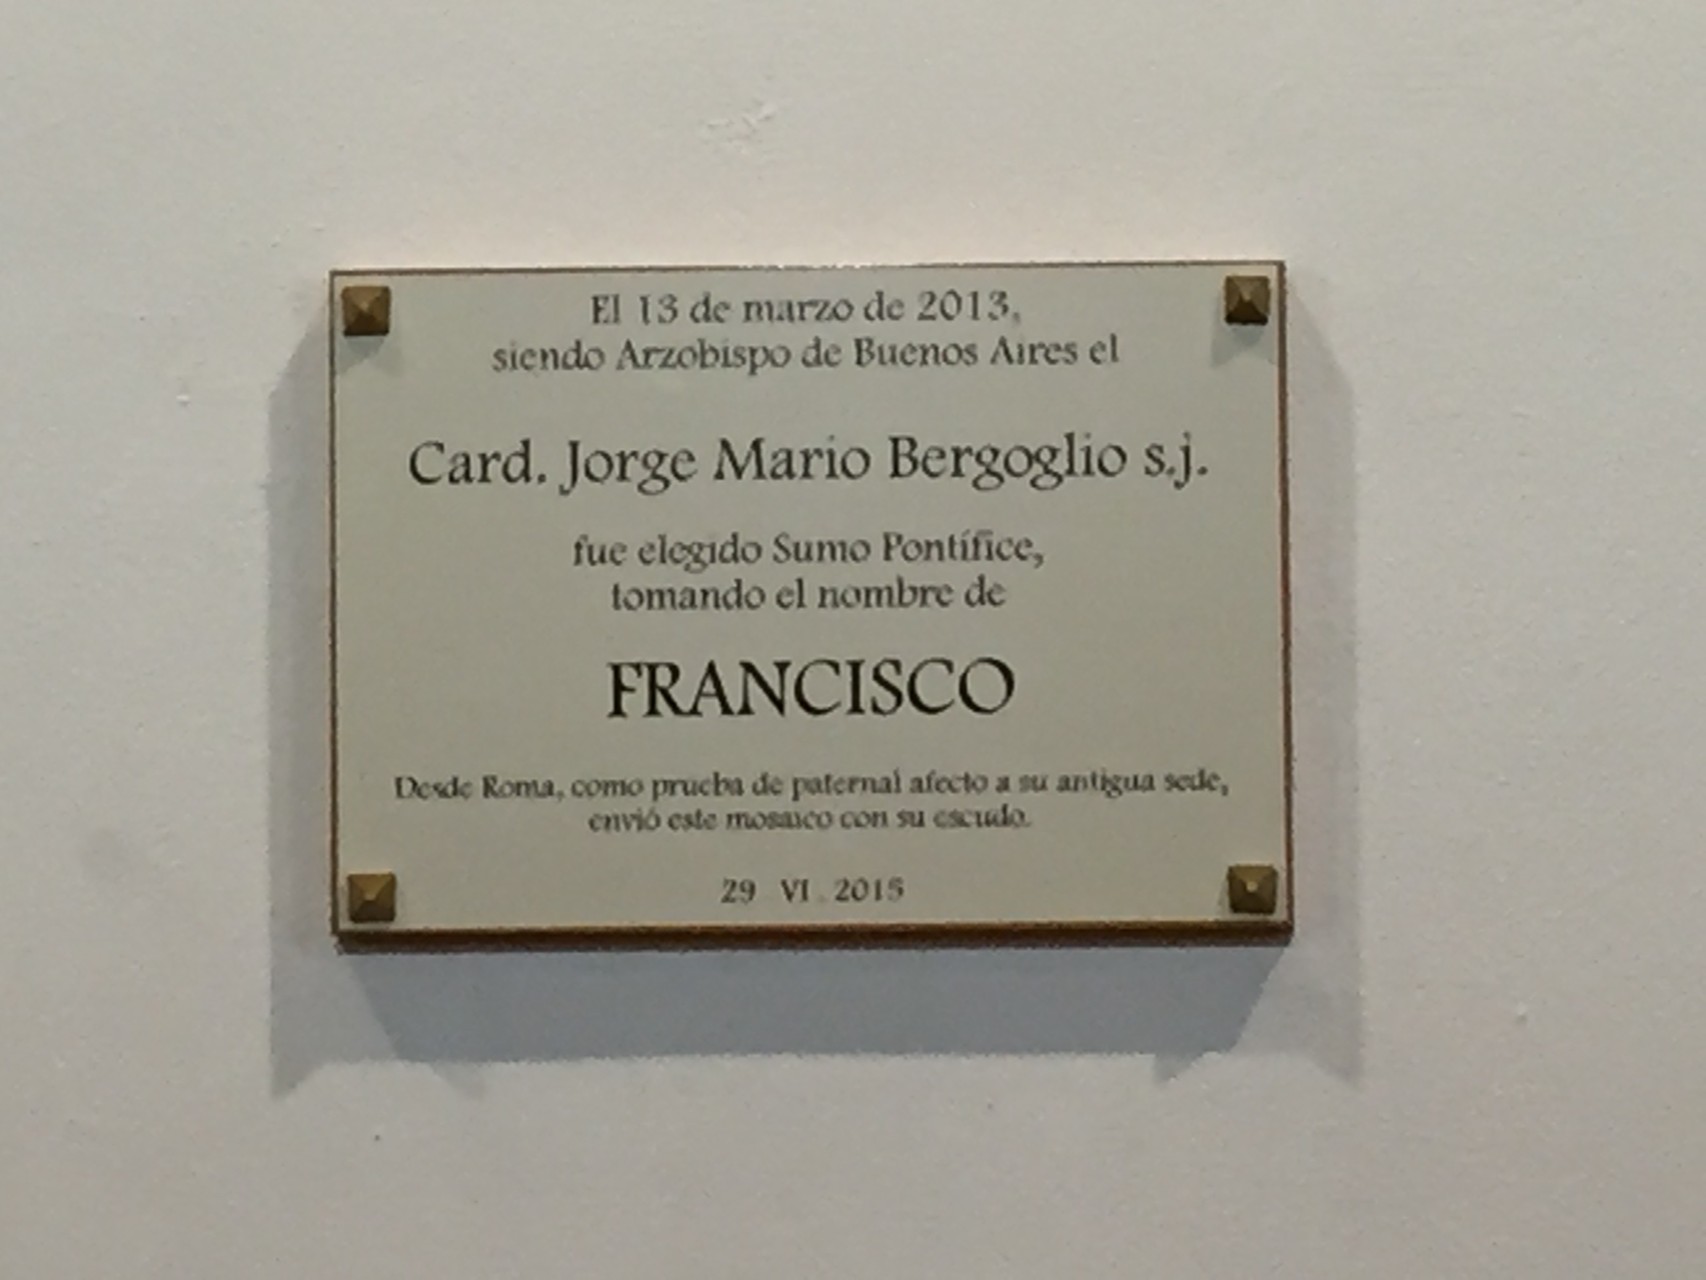 El 13 de marzo de 2013,
siendo Arzobispo de Buenos Aires el
Card. Jorge Mario Bergoglio s.j.
fue elegido Sumo Pontífice,
tomando el nombre de
FRANCISCO
Desde Roma, como prueba de paternal afecto a su antigua sede,
envió este mosaico con su escudo.
29 VI . 2015